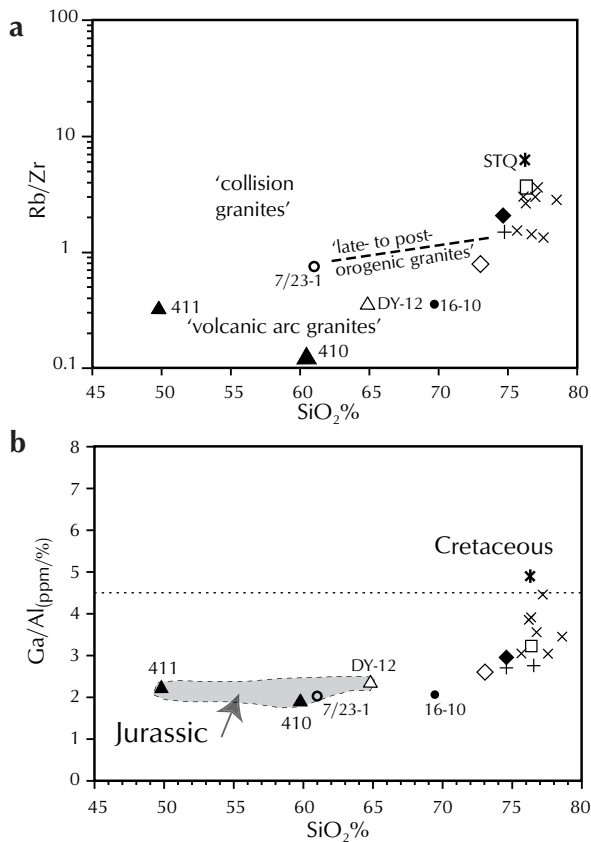 a
100
10
1
0.1
Rb/Zr
STQ
‘collision
granites’
‘late- to post-
orogenic granites’
7/23-1
411
‘volcanic arc granites’
DY-12
16-10
410
45 50 55 60 65 70 75 80
SiO₂%
b
8
7
6
5
4
3
2
1
0
Ga/Al(ppm/%)
Cretaceous
411
DY-12
Jurassic
410
7/23-1
16-10
45 50 55 60 65 70 75 80
SiO₂%